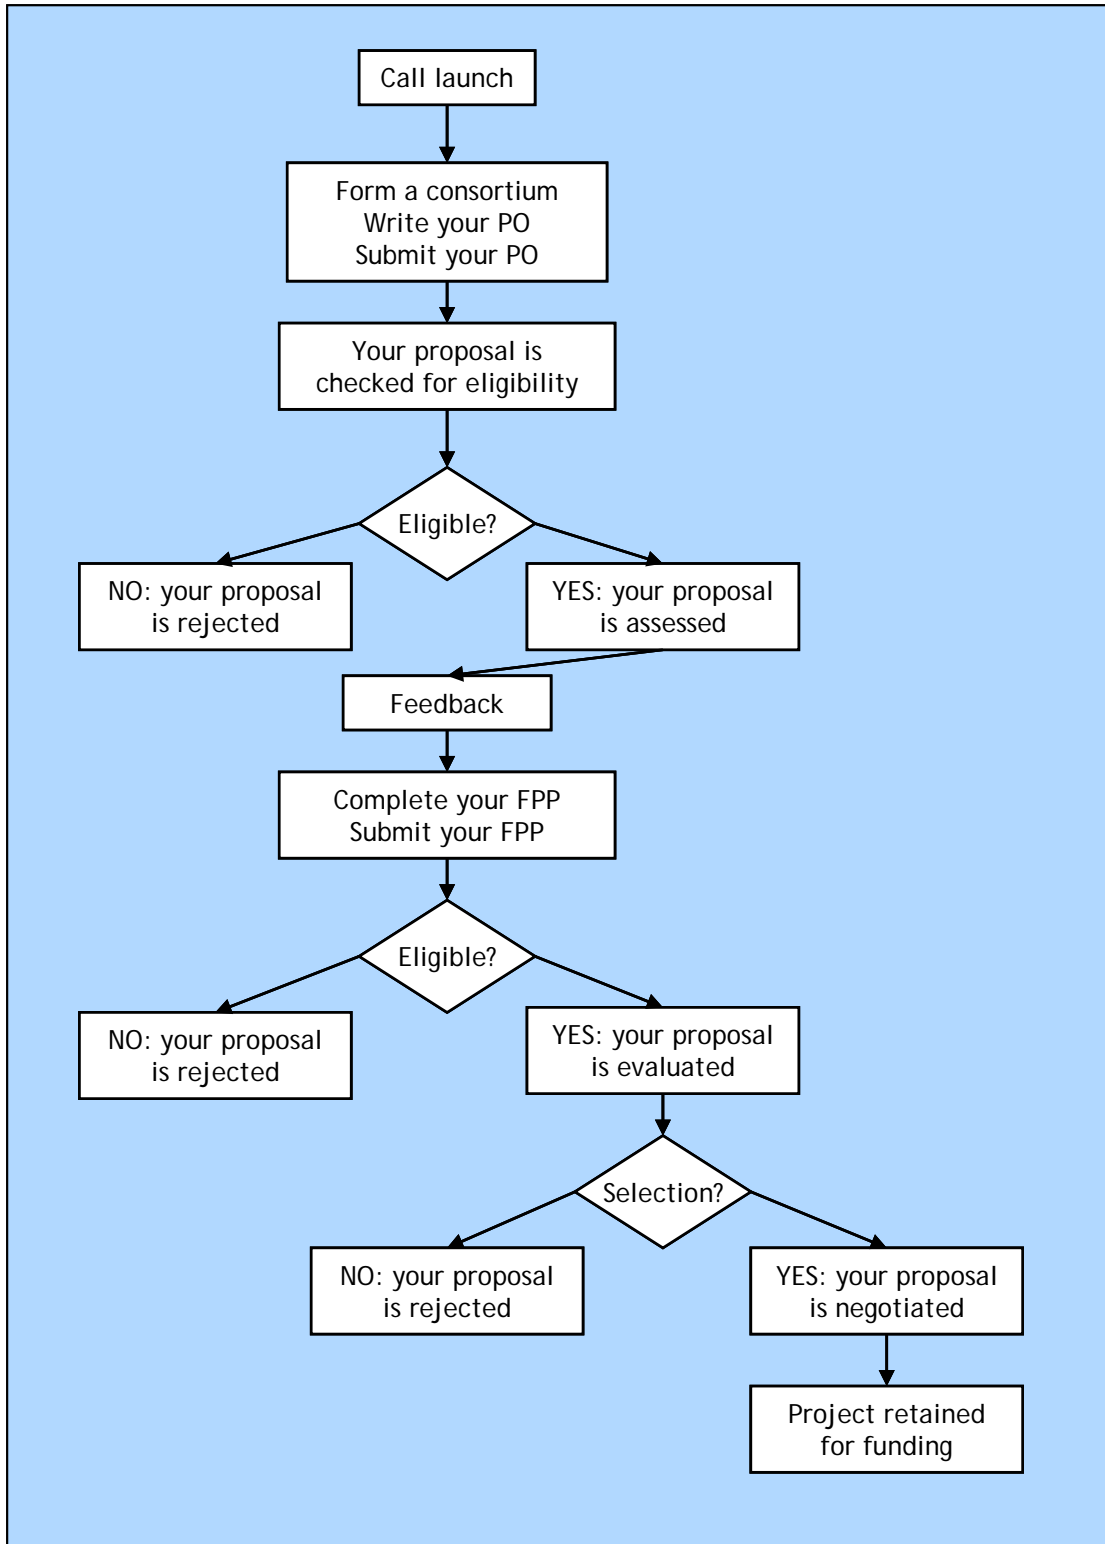 Call launch
Form a consortium
Write your PO
Submit your PO
Your proposal is
checked for eligibility
Eligible?
NO: your proposal
is rejected
YES: your proposal
is assessed
Feedback
Complete your FPP
Submit your FPP
Eligible?
NO: your proposal
is rejected
YES: your proposal
is evaluated
Selection?
NO: your proposal
is rejected
YES: your proposal
is negotiated
Project retained
for funding